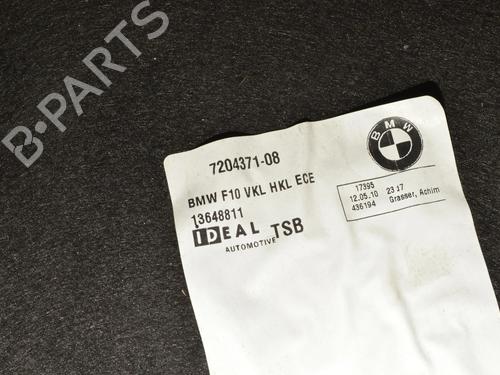 B-PARTS
7204371-08
BMW F10 VKL HKL ECE
13648811
IDEAL TSB
AUTOMOTIVE
BMW
17395
12.05.10 23:17
436194 Grasser, Achim